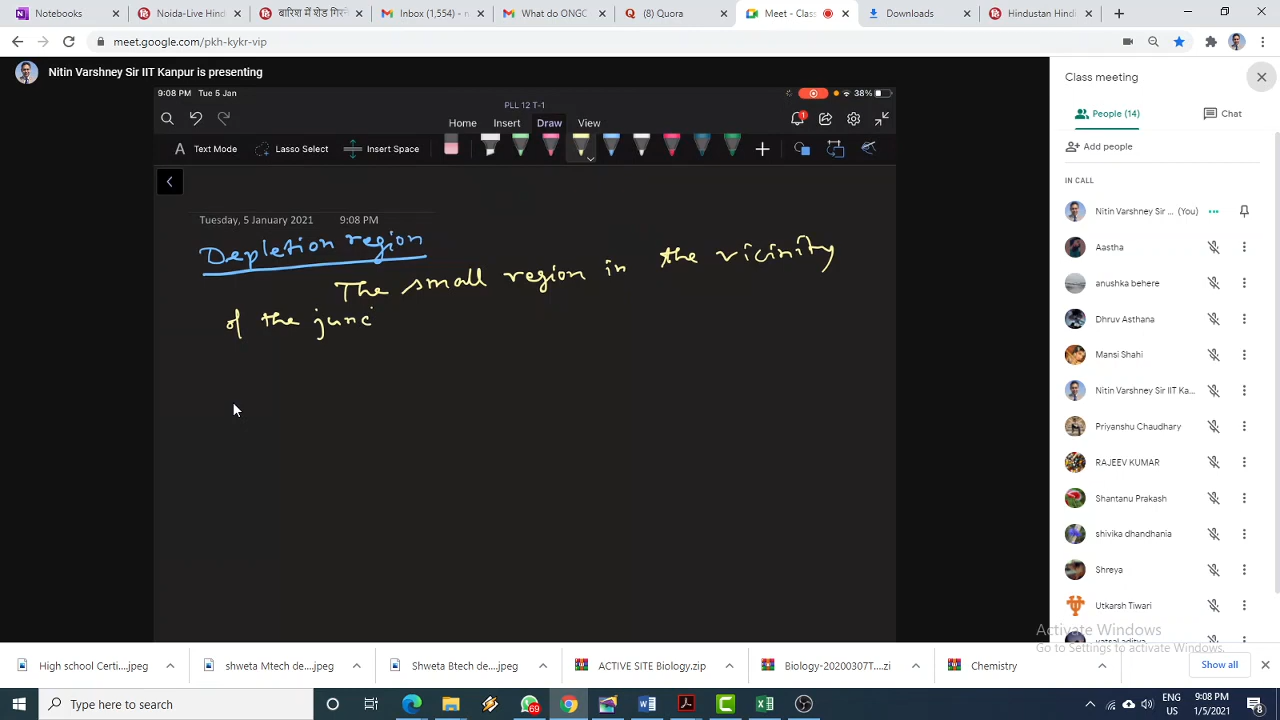 Notebooks
Noida-Live Hind
बारिश में
Inbox (1,554) - n
What do ONGC
(8) Quora
Meet - Class
Downloads
Hindustan Hind
meet.google.com/pkh-kykr-vip
Nitin Varshney Sir IIT Kanpur is presenting
9:08 PM Tue 5 Jan
38%
PLL 12 T-1
Home Insert Draw View
Text Mode Lasso Select Insert Space
Tuesday, 5 January 2021 9:08 PM
Depletion region
The small region in the vicinity
of the junc
Class meeting
People (14)
Chat
Add people
IN CALL
Nitin Varshney Sir ... (You)
Aastha
anushka behere
Dhruv Asthana
Mansi Shahi
Nitin Varshney Sir IIT Ka...
Priyanshu Chaudhary
RAJEEV KUMAR
Shantanu Prakash
shivika dhandhania
Shreya
Utkarsh Tiwari
vatsal aditya
Activate Windows
Go to Settings to activate Windows.
High school Certi....jpeg
shweta Mtech de....jpeg
Shweta Btech de....jpeg
ACTIVE SITE Biology.zip
Biology-20200307T....zi
Chemistry
Show all
Type here to search
69
ENG
US
9:08 PM
1/5/2021
8